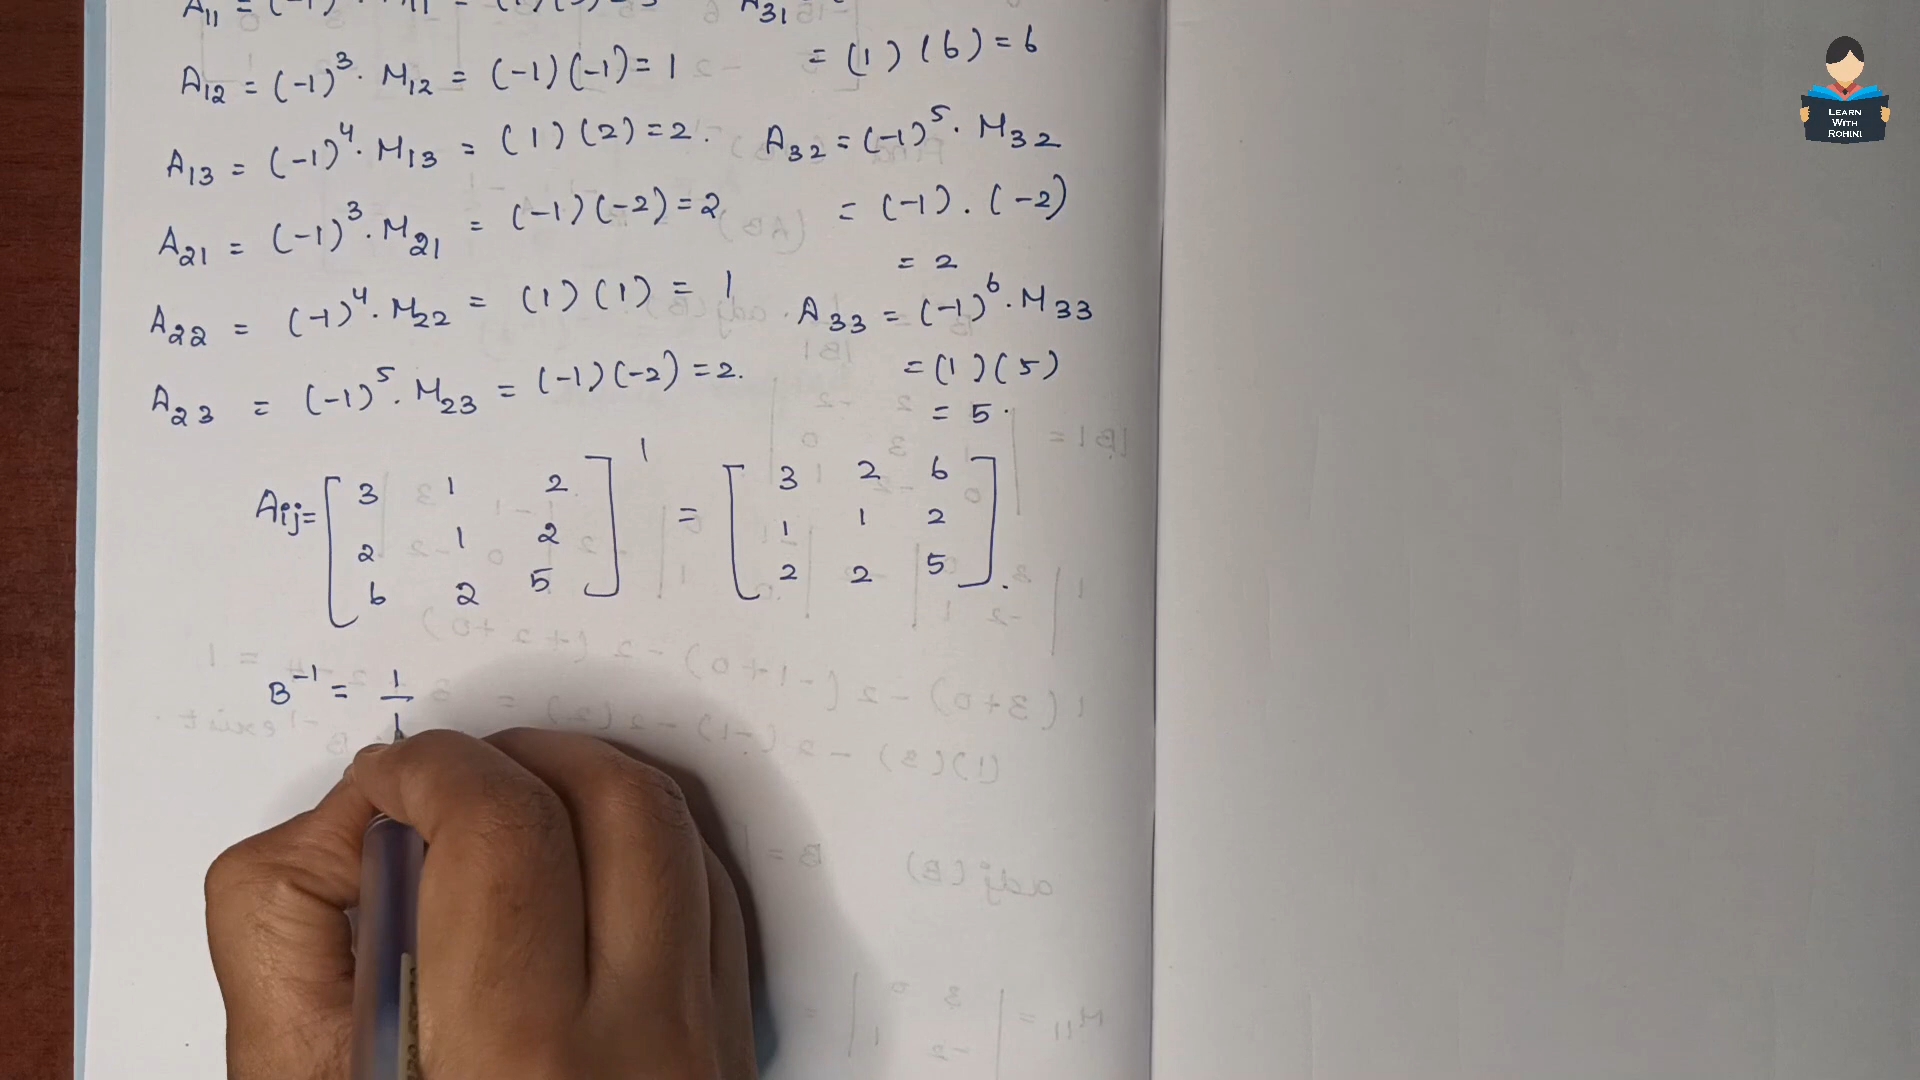 A12 = (-1)^3 . M12 = (-1)(-1) = 1
= (1) (6) = 6
A13 = (-1)^4 . M13 = (1) (2) = 2.
A32 = (-1)^5 . M32
A21 = (-1)^3 . M21 = (-1)(-2) = 2
= (-1) . (-2)
= 2
A22 = (-1)^4 . M22 = (1) (1) = 1
A33 = (-1)^6 . M33
A23 = (-1)^5 . M23 = (-1)(-2) = 2.
= (1) (5)
= 5.
Aij = [ 3 1 2 ]' = [ 3 2 6 ]
2 1 2 1 1 2
6 2 5 2 2 5 .
B^-1 = 1/1
LEARN
WITH
ROHINI